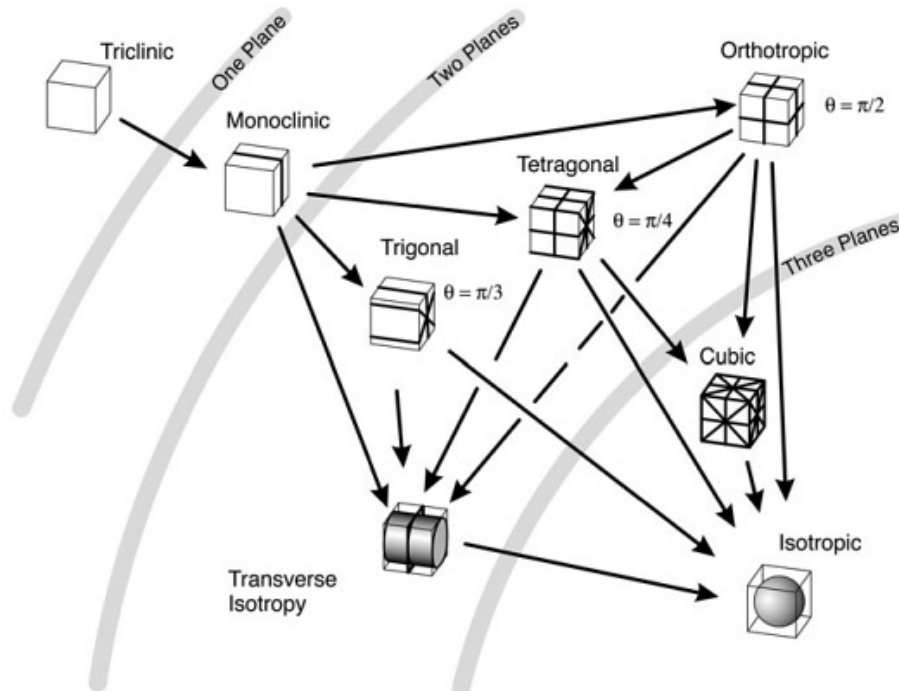 Triclinic
One Plane
Two Planes
Orthotropic
θ = π/2
Monoclinic
Tetragonal
θ = π/4
Trigonal
θ = π/3
Three Planes
Cubic
Transverse
Isotropy
Isotropic